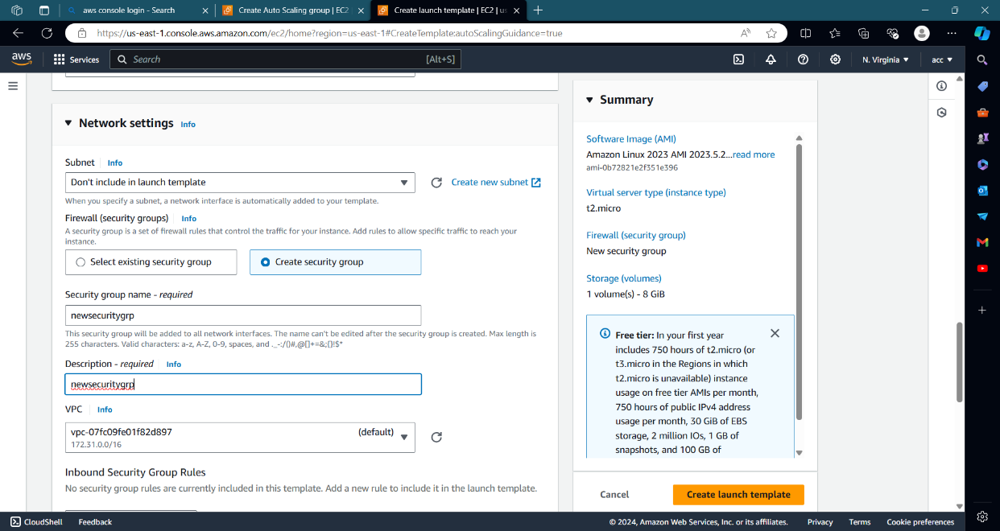 aws console login - Search
Create Auto Scaling group | EC2
Create launch template | EC2 | us
https://us-east-1.console.aws.amazon.com/ec2/home?region=us-east-1#CreateTemplate:autoScalingGuidance=true
aws
Services
Search
[Alt+S]
N. Virginia
acc
Network settings Info
Subnet Info
Don't include in launch template
Create new subnet
When you specify a subnet, a network interface is automatically added to your template.
Firewall (security groups) Info
A security group is a set of firewall rules that control the traffic for your instance. Add rules to allow specific traffic to reach your
instance.
Select existing security group
Create security group
Security group name - required
newsecuritygrp
This security group will be added to all network interfaces. The name can't be edited after the security group is created. Max length is
255 characters. Valid characters: a-z, A-Z, 0-9, spaces, and ._-:/()#,@[]+=&;{}!$*
Description - required Info
newsecuritygrp
VPC Info
vpc-07fc09fe01f82d897 (default)
172.31.0.0/16
Inbound Security Group Rules
No security group rules are currently included in this template. Add a new rule to include it in the launch template.
Summary
Software Image (AMI)
Amazon Linux 2023 AMI 2023.5.2...read more
ami-0b72821e2f351e396
Virtual server type (instance type)
t2.micro
Firewall (security group)
New security group
Storage (volumes)
1 volume(s) - 8 GiB
Free tier: In your first year
includes 750 hours of t2.micro (or
t3.micro in the Regions in which
t2.micro is unavailable) instance
usage on free tier AMIs per month,
750 hours of public IPv4 address
usage per month, 30 GiB of EBS
storage, 2 million IOs, 1 GB of
snapshots, and 100 GB of
Cancel
Create launch template
CloudShell
Feedback
© 2024, Amazon Web Services, Inc. or its affiliates.
Privacy
Terms
Cookie preferences